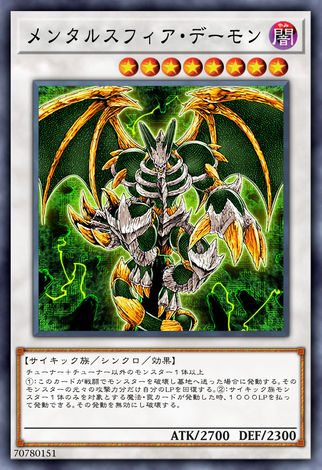 メンタルスフィア・デーモン
やみ
闇
【サイキック族／シンクロ／効果】
チューナー＋チューナー以外のモンスター１体以上
①：このカードが戦闘でモンスターを破壊し墓地へ送った場合に発動する。その
モンスターの元々の攻撃力分だけ自分のLPを回復する。②：サイキック族モン
スター１体のみを対象とする魔法・罠カードが発動した時、１０００LPを払っ
て発動できる。その発動を無効にし破壊する。
ATK/2700 DEF/2300
70780151